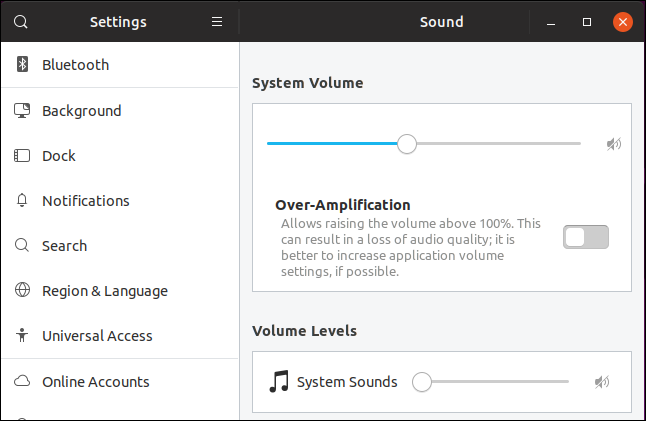 Settings
Sound
Bluetooth
Background
Dock
Notifications
Search
Region & Language
Universal Access
Online Accounts
System Volume
Over-Amplification
Allows raising the volume above 100%. This
can result in a loss of audio quality; it is
better to increase application volume
settings, if possible.
Volume Levels
System Sounds